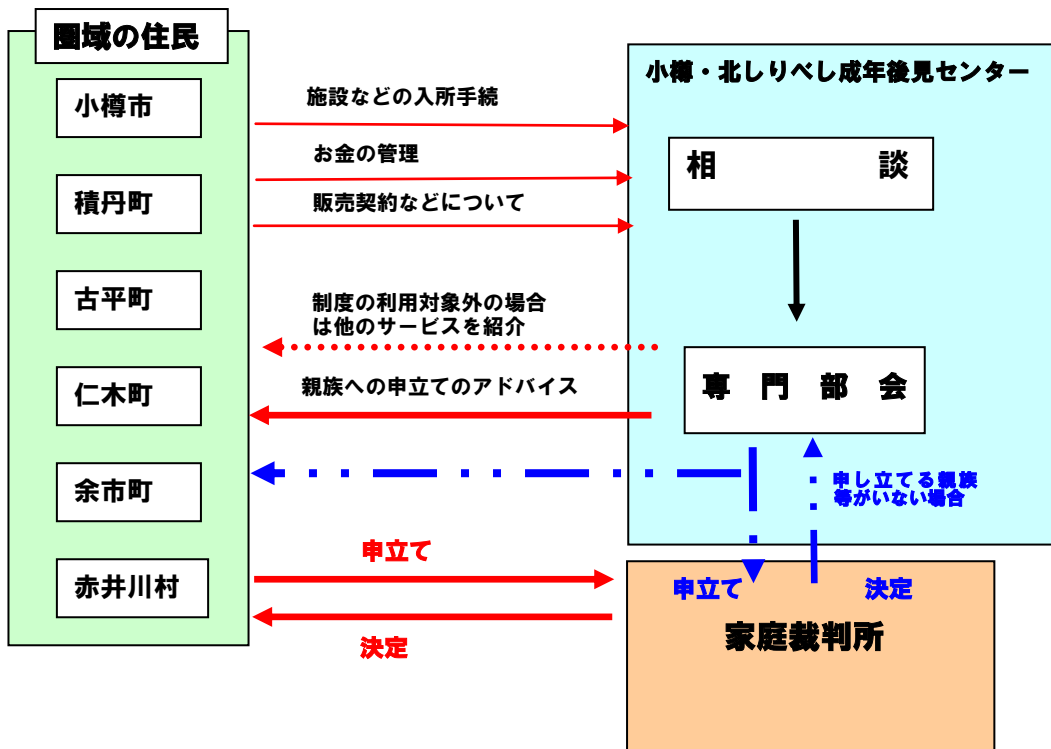 圏域の住民
小樽市
積丹町
古平町
仁木町
余市町
赤井川村
施設などの入所手続
お金の管理
販売契約などについて
制度の利用対象外の場合
は他のサービスを紹介
親族への申立てのアドバイス
申立て
決定
小樽・北しりべし成年後見センター
相 談
専 門 部 会
申し立てる親族
等がいない場合
申立て
決定
家庭裁判所